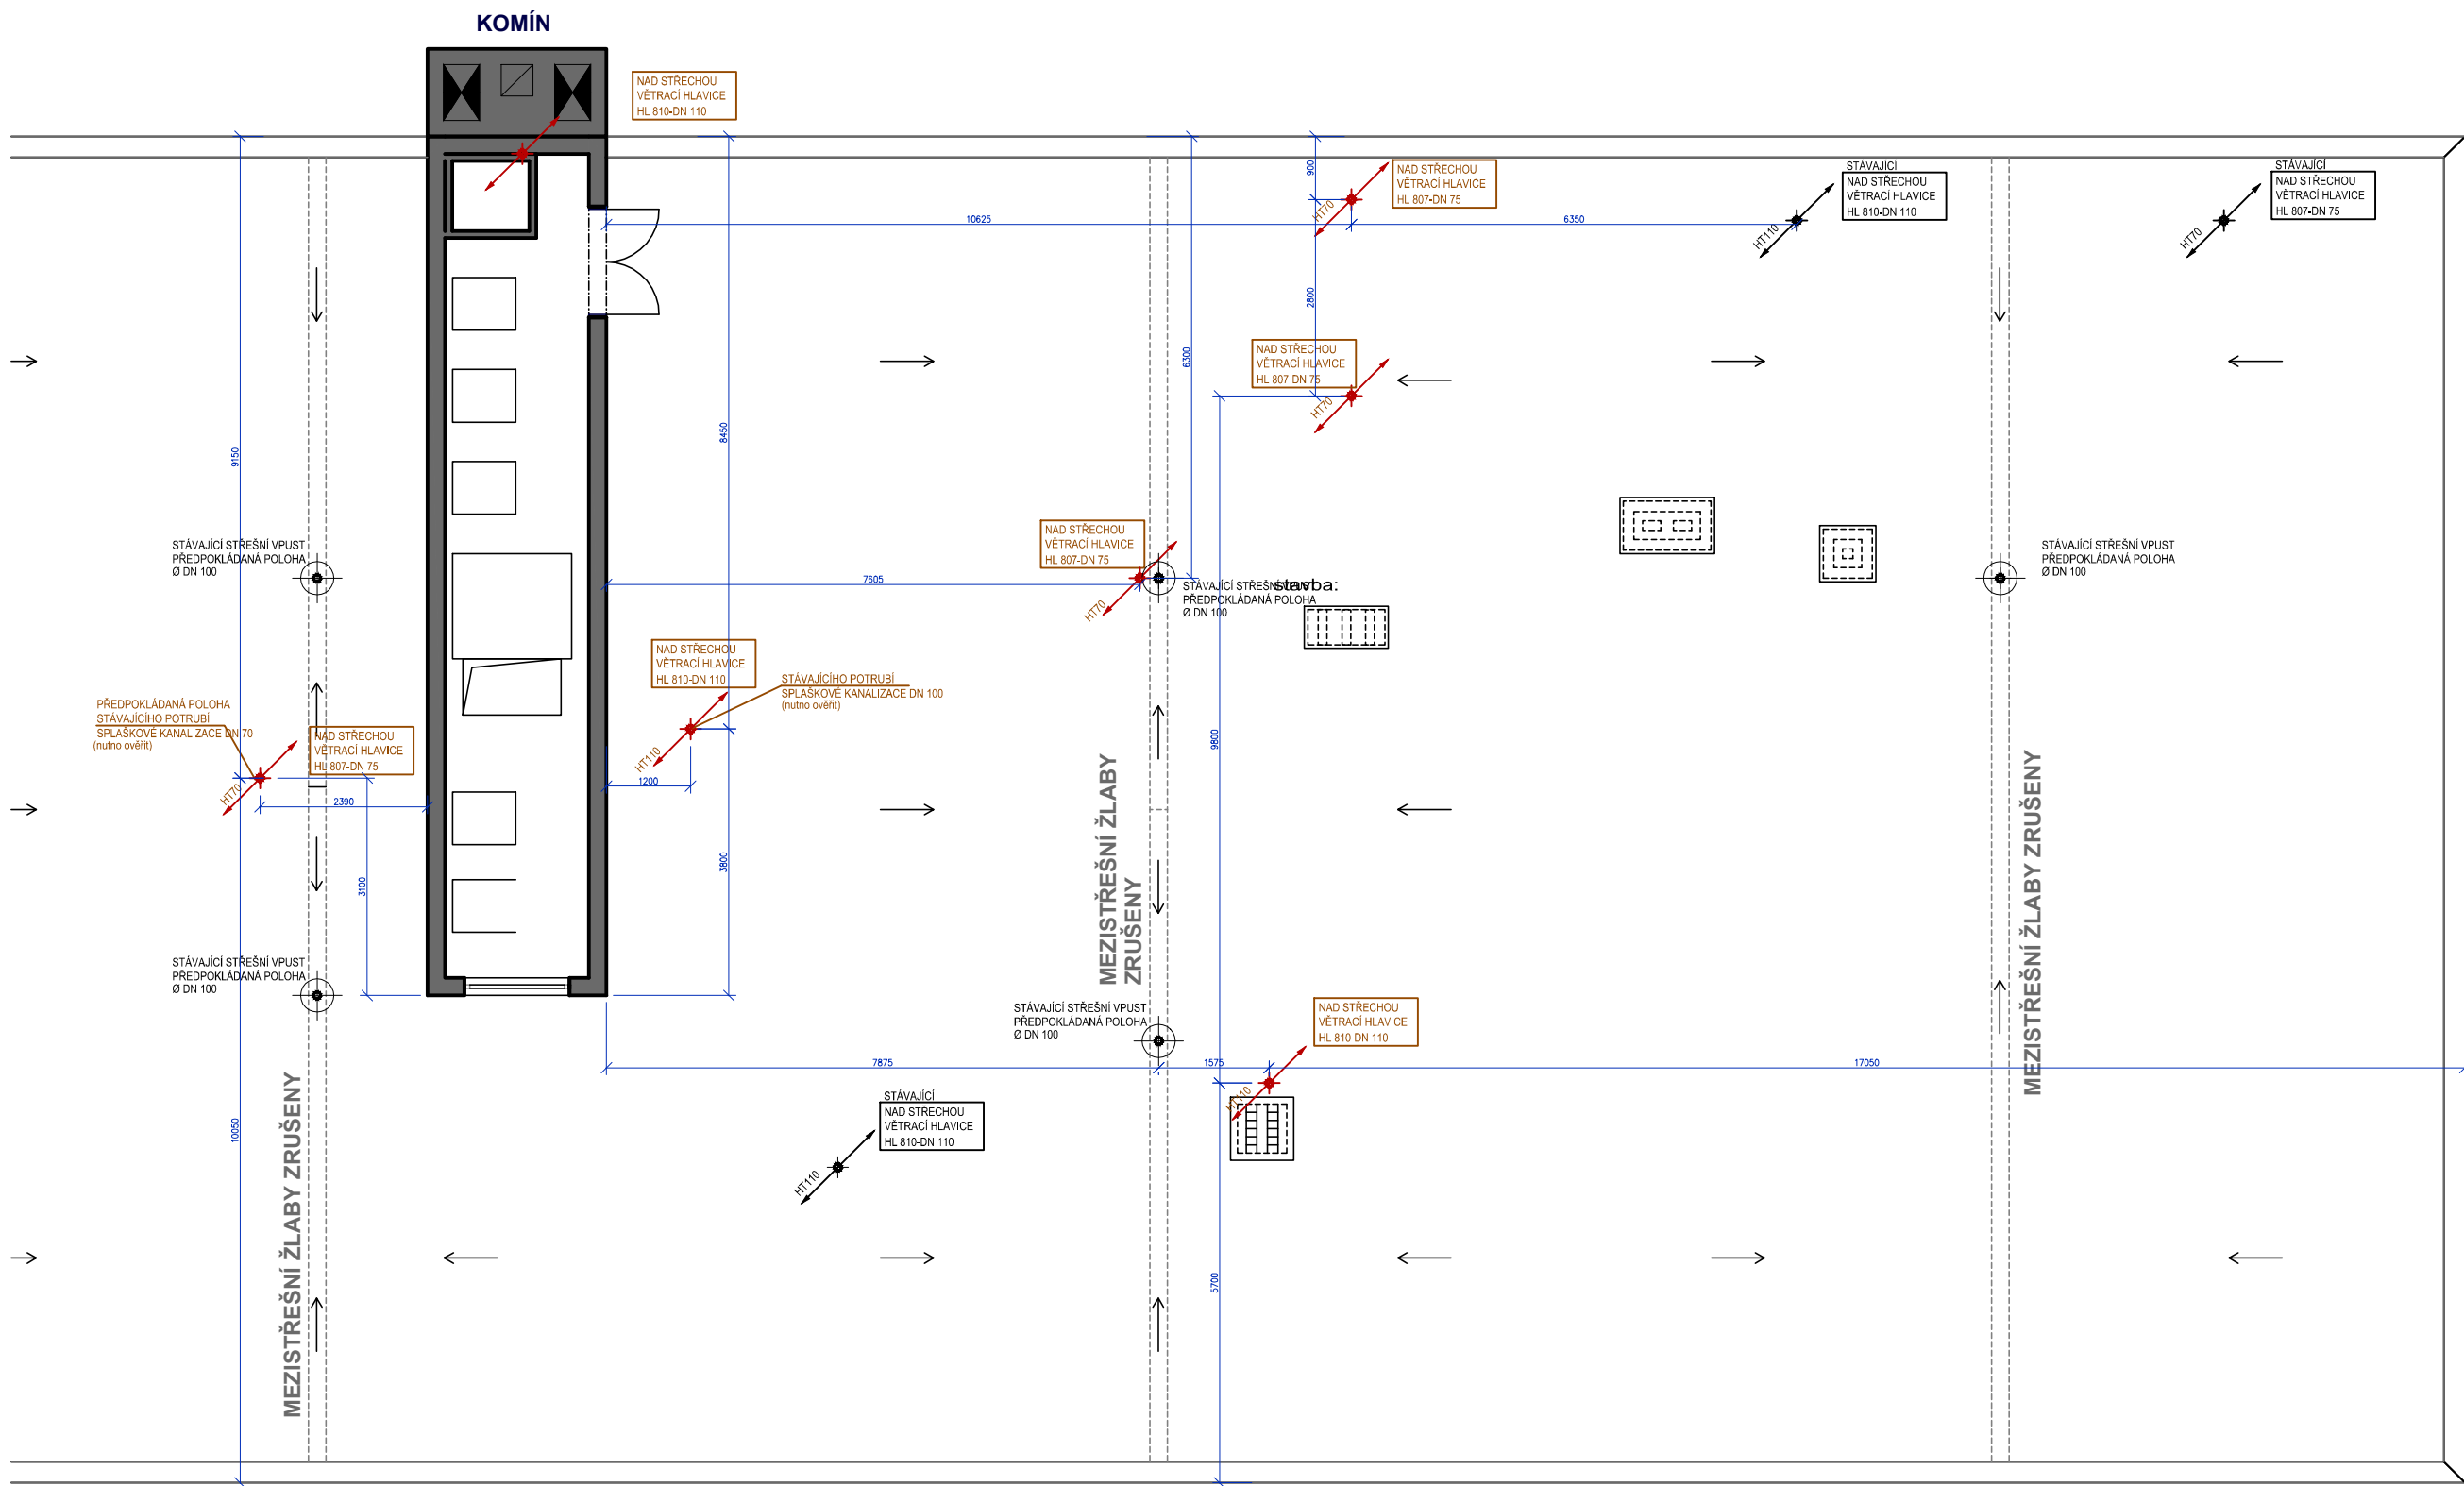 KOMÍN
NAD STŘECHOU
VĚTRACÍ HLAVICE
HL 810-DN 110
900
HT70
NAD STŘECHOU
VĚTRACÍ HLAVICE
HL 807-DN 75
STÁVAJÍCÍ
NAD STŘECHOU
VĚTRACÍ HLAVICE
HL 810-DN 110
HT110
STÁVAJÍCÍ
NAD STŘECHOU
VĚTRACÍ HLAVICE
HL 807-DN 75
HT70
10625
6350
2800
6300
NAD STŘECHOU
VĚTRACÍ HLAVICE
HL 807-DN 75
HT70
9150
8450
STÁVAJÍCÍ STŘEŠNÍ VPUST
PŘEDPOKLÁDANÁ POLOHA
Ø DN 100
NAD STŘECHOU
VĚTRACÍ HLAVICE
HL 807-DN 75
HT70
7605
STÁVAJÍCÍ STŘEŠNÍ VPUST
PŘEDPOKLÁDANÁ POLOHA
Ø DN 100
stavba:
STÁVAJÍCÍ STŘEŠNÍ VPUST
PŘEDPOKLÁDANÁ POLOHA
Ø DN 100
NAD STŘECHOU
VĚTRACÍ HLAVICE
HL 810-DN 110
HT110
STÁVAJÍCÍHO POTRUBÍ
SPLAŠKOVÉ KANALIZACE DN 100
(nutno ověřit)
PŘEDPOKLÁDANÁ POLOHA
STÁVAJÍCÍHO POTRUBÍ
SPLAŠKOVÉ KANALIZACE DN 70
(nutno ověřit)
NAD STŘECHOU
VĚTRACÍ HLAVICE
HL 807-DN 75
HT70
2390
1200
9800
3800
3100
MEZISTŘEŠNÍ ŽLABY
ZRUŠENY
MEZISTŘEŠNÍ ŽLABY ZRUŠENY
STÁVAJÍCÍ STŘEŠNÍ VPUST
PŘEDPOKLÁDANÁ POLOHA
Ø DN 100
STÁVAJÍCÍ STŘEŠNÍ VPUST
PŘEDPOKLÁDANÁ POLOHA
Ø DN 100
NAD STŘECHOU
VĚTRACÍ HLAVICE
HL 810-DN 110
HT110
7875
1575
17050
STÁVAJÍCÍ
NAD STŘECHOU
VĚTRACÍ HLAVICE
HL 810-DN 110
HT110
10050
MEZISTŘEŠNÍ ŽLABY ZRUŠENY
5700